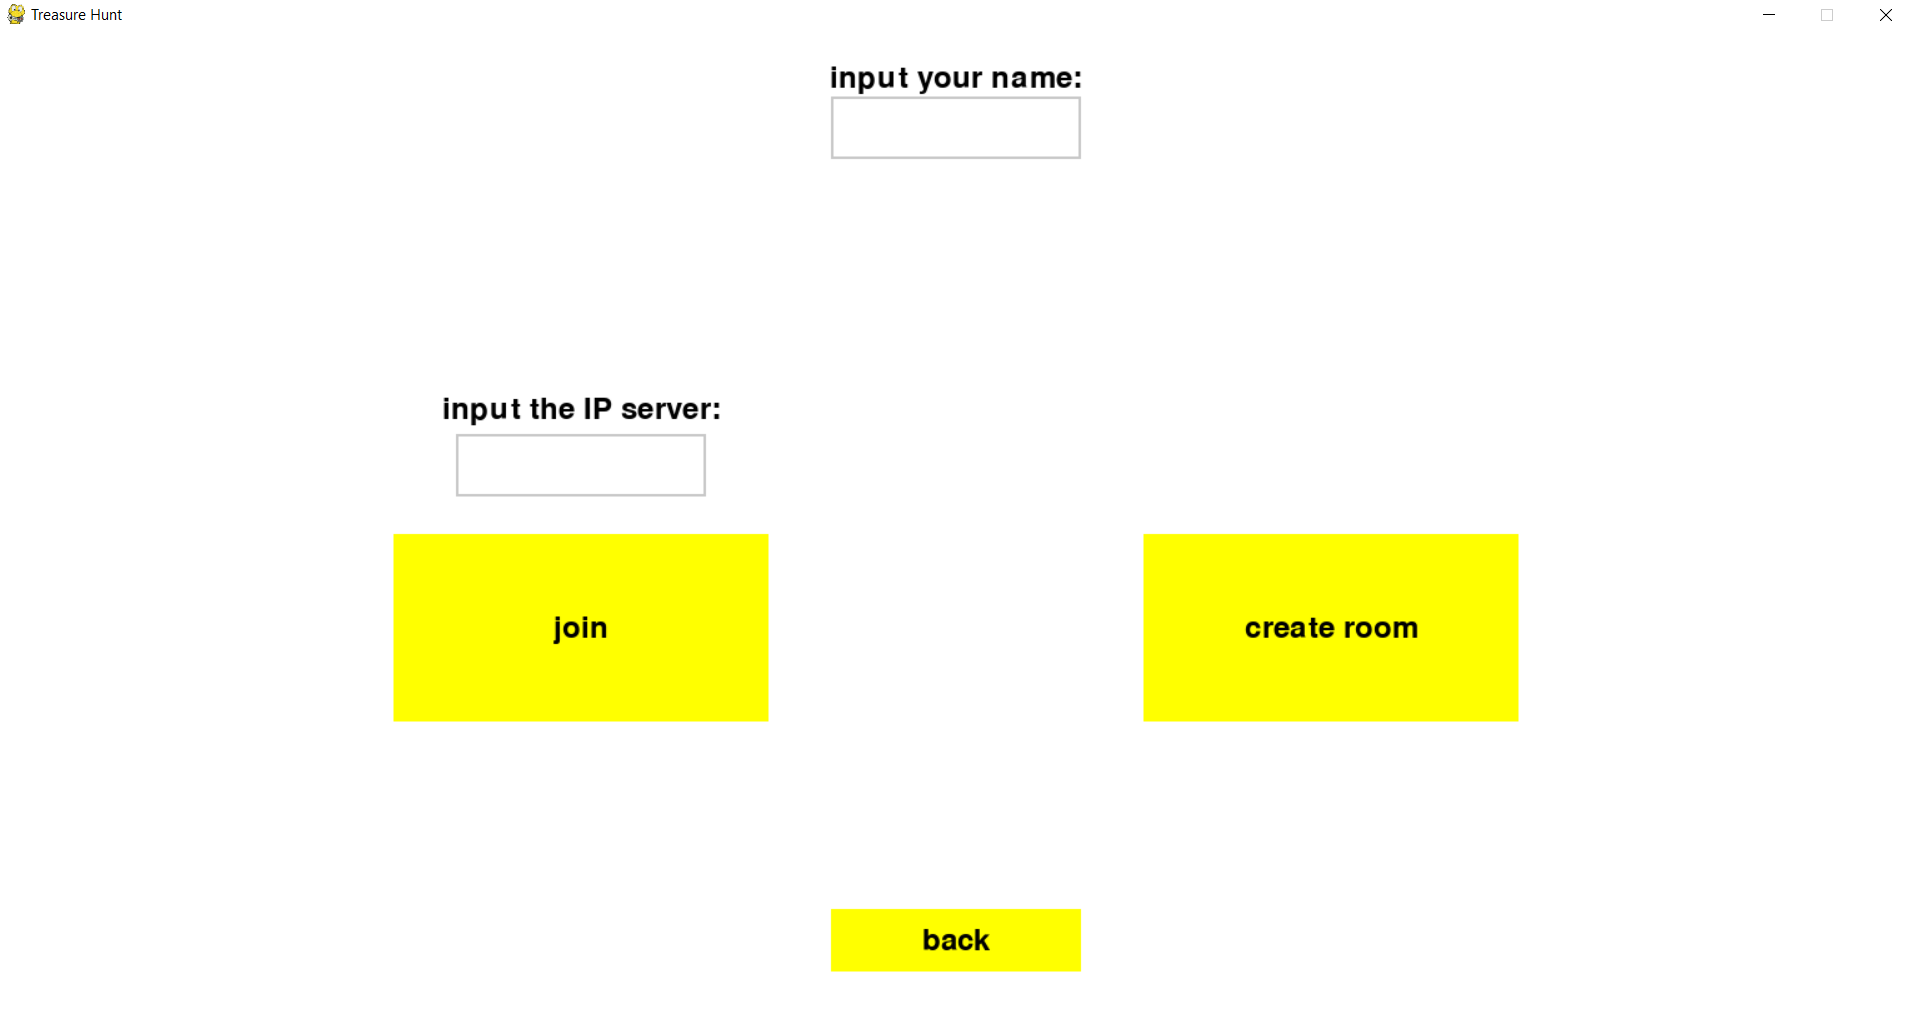 Treasure Hunt
input your name:
input the IP server:
join
create room
back